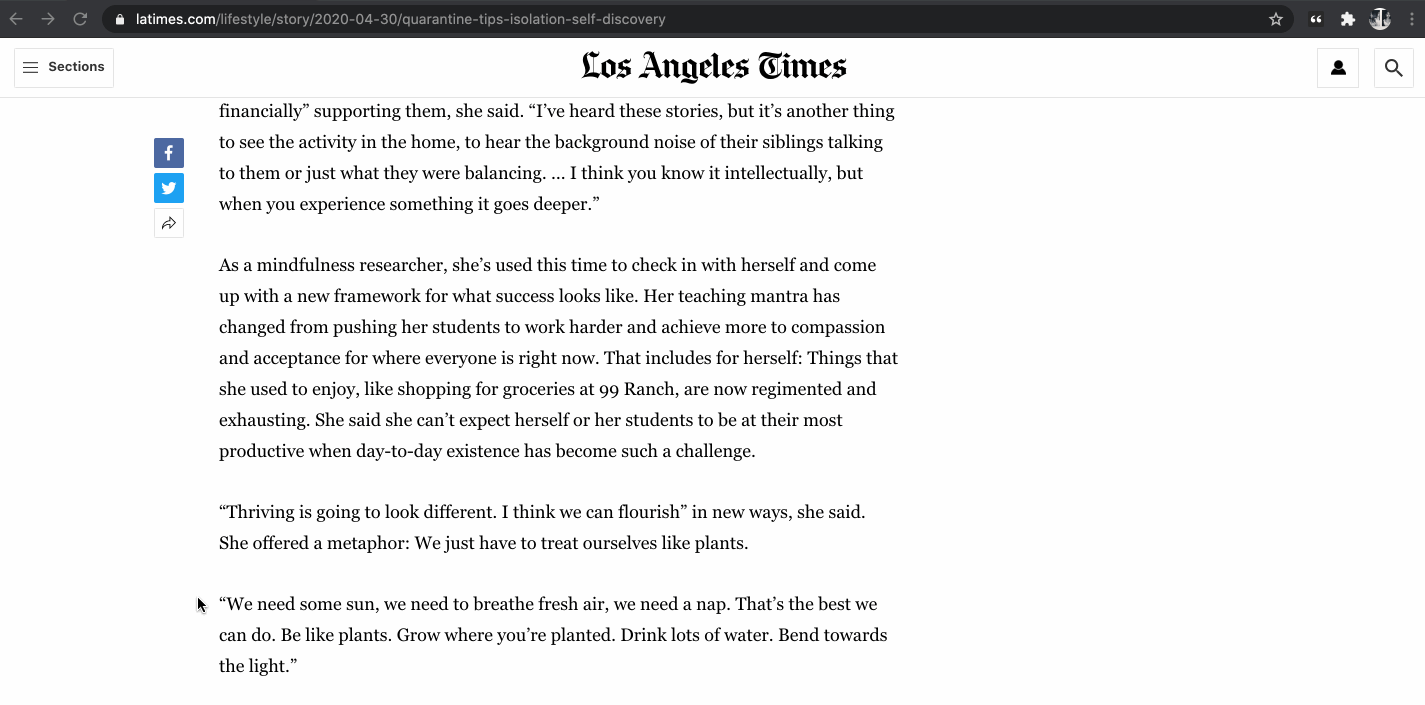 latimes.com/lifestyle/story/2020-04-30/quarantine-tips-isolation-self-discovery
Sections
Los Angeles Times
financially” supporting them, she said. “I’ve heard these stories, but it’s another thing
to see the activity in the home, to hear the background noise of their siblings talking
to them or just what they were balancing. ... I think you know it intellectually, but
when you experience something it goes deeper.”
As a mindfulness researcher, she’s used this time to check in with herself and come
up with a new framework for what success looks like. Her teaching mantra has
changed from pushing her students to work harder and achieve more to compassion
and acceptance for where everyone is right now. That includes for herself: Things that
she used to enjoy, like shopping for groceries at 99 Ranch, are now regimented and
exhausting. She said she can’t expect herself or her students to be at their most
productive when day-to-day existence has become such a challenge.
“Thriving is going to look different. I think we can flourish” in new ways, she said.
She offered a metaphor: We just have to treat ourselves like plants.
“We need some sun, we need to breathe fresh air, we need a nap. That’s the best we
can do. Be like plants. Grow where you’re planted. Drink lots of water. Bend towards
the light.”